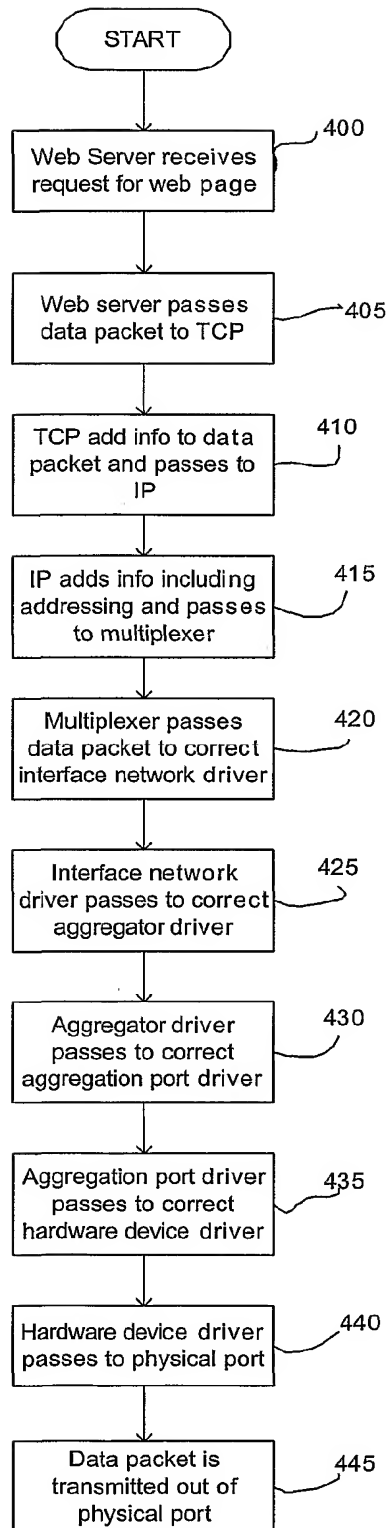 START
400
Web Server receives
request for web page
Web server passes
data packet to TCP
405
410
TCP add info to data
packet and passes to
IP
415
IP adds info including
addressing and passes
to multiplexer
420
Multiplexer passes
data packet to correct
interface network driver
425
Interface network
driver passes to correct
aggregator driver
430
Aggregator driver
passes to correct
aggregation port driver
435
Aggregation port driver
passes to correct
hardware device driver
440
Hardware device driver
passes to physical port
445
Data packet is
transmitted out of
physical port